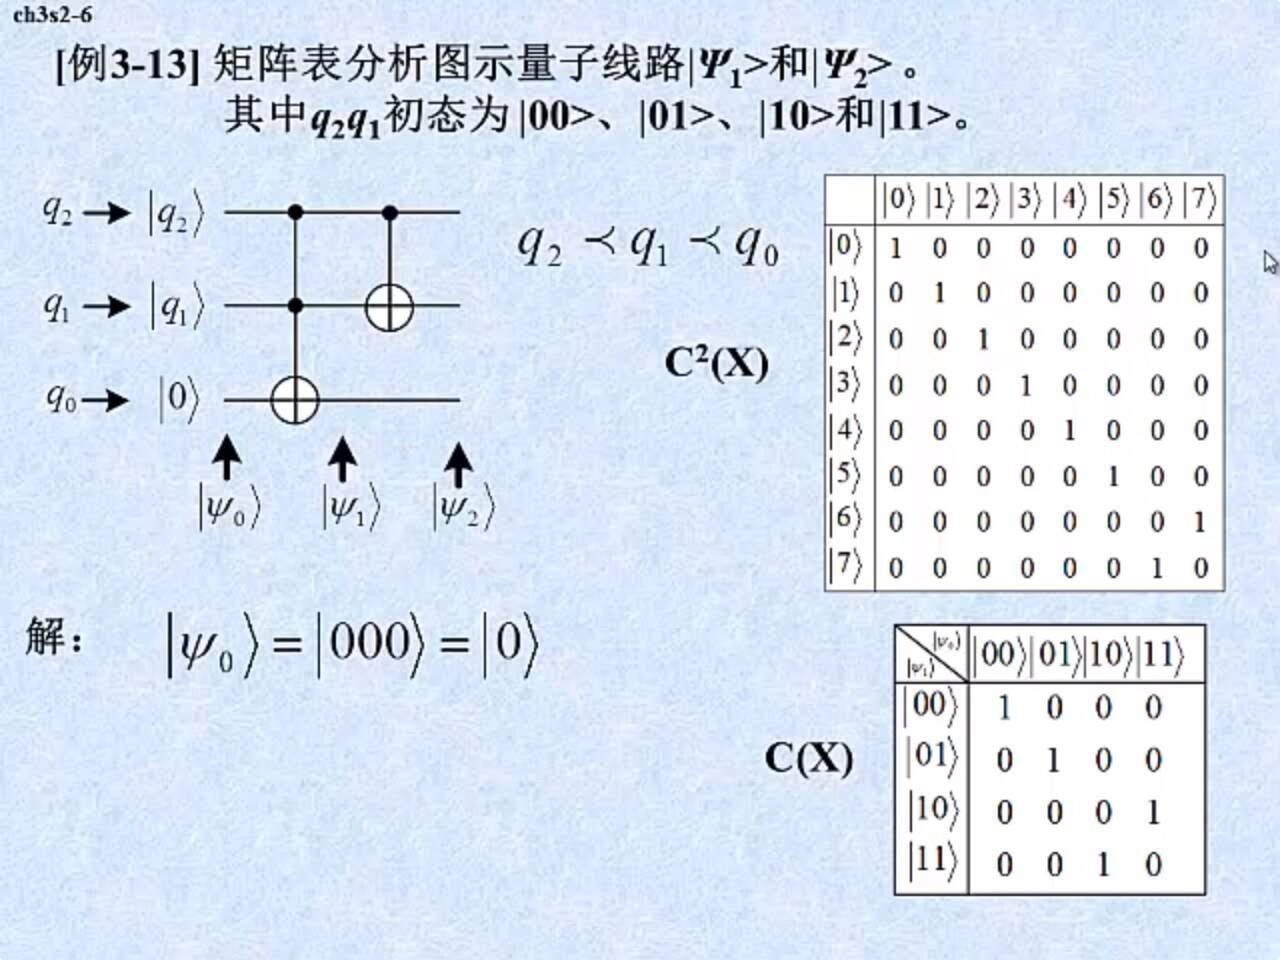 ch3s2-6
[例3-13] 矩阵表分析图示量子线路|Ψ₁>和|Ψ₂>。
其中q₂q₁初态为|00>、|01>、|10>和|11>。
q₂ |q₂⟩
q₁ |q₁⟩
q₀ |0⟩
|ψ₀⟩ |ψ₁⟩ |ψ₂⟩
q₂ ≺ q₁ ≺ q₀
C²(X)
|0⟩ |1⟩ |2⟩ |3⟩ |4⟩ |5⟩ |6⟩ |7⟩
|0⟩ 1 0 0 0 0 0 0 0
|1⟩ 0 1 0 0 0 0 0 0
|2⟩ 0 0 1 0 0 0 0 0
|3⟩ 0 0 0 1 0 0 0 0
|4⟩ 0 0 0 0 1 0 0 0
|5⟩ 0 0 0 0 0 1 0 0
|6⟩ 0 0 0 0 0 0 0 1
|7⟩ 0 0 0 0 0 0 1 0
解： |ψ₀⟩ = |000⟩ = |0⟩
C(X)
|ψ₀⟩ |00⟩ |01⟩ |10⟩ |11⟩
|ψ₁⟩
|00⟩ 1 0 0 0
|01⟩ 0 1 0 0
|10⟩ 0 0 0 1
|11⟩ 0 0 1 0